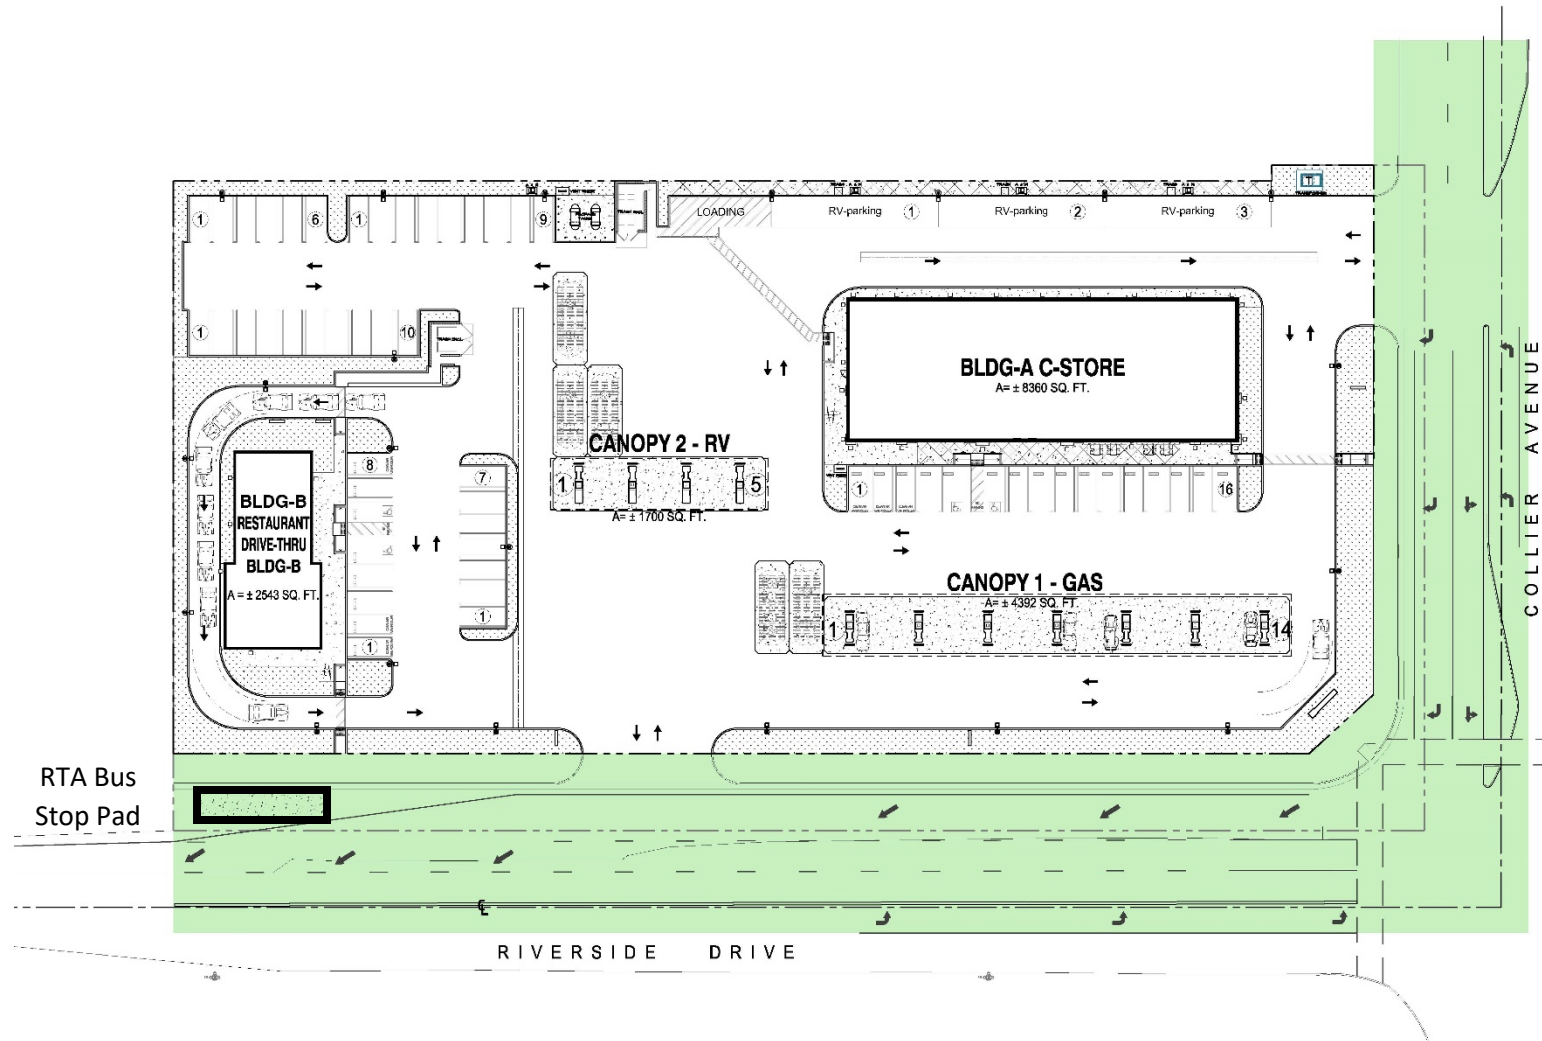 LOADING
RV-parking 1
RV-parking 2
RV-parking 3
1
6
1
9
1
10
TRASH ENCL.
BLDG-A C-STORE
A= ± 8360 SQ. FT.
CANOPY 2 - RV
1
5
A= ± 1700 SQ. FT.
8
7
1
16
BLDG-B
RESTAURANT
DRIVE-THRU
BLDG-B
A = ± 2543 SQ. FT.
1
1
CANOPY 1 - GAS
A= ± 4392 SQ. FT.
1
14
COLLIER AVENUE
RTA Bus
Stop Pad
RIVERSIDE DRIVE